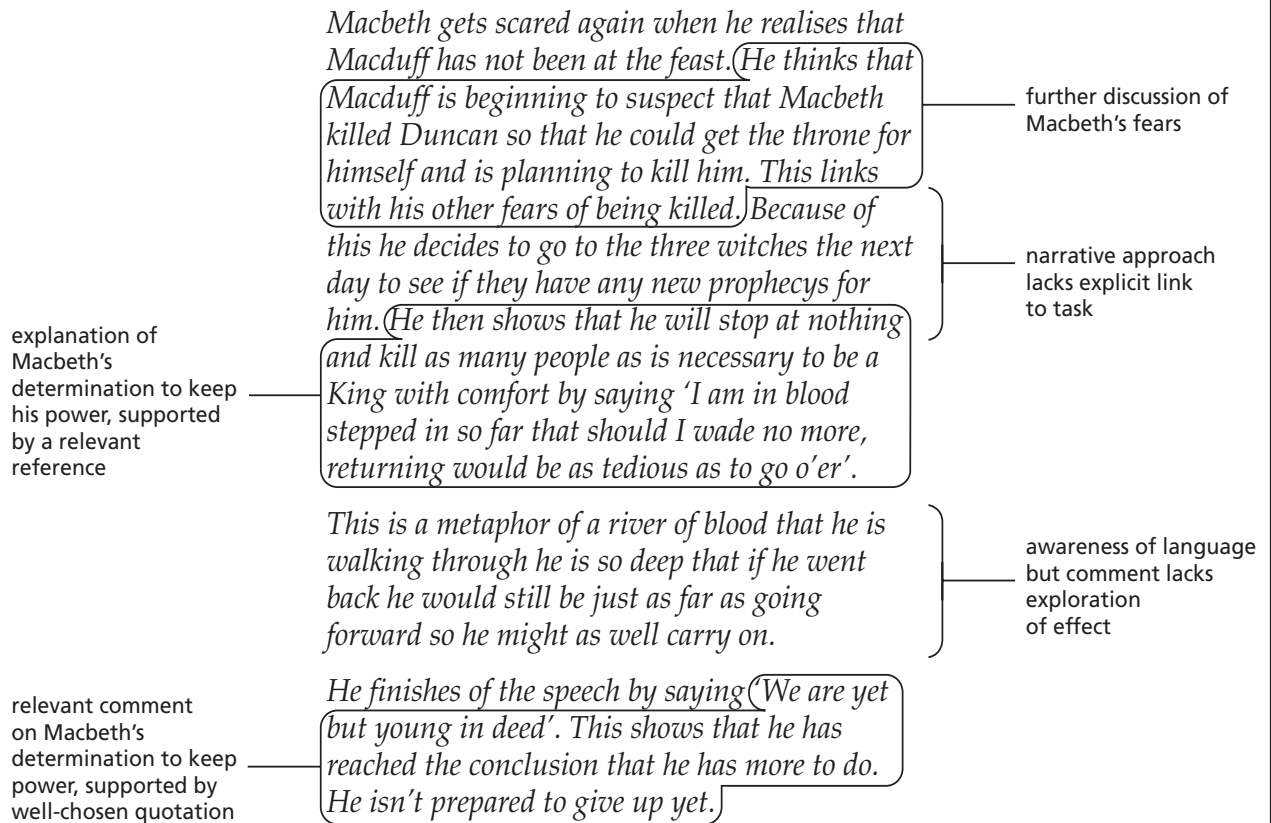 Macbeth gets scared again when he realises that
Macduff has not been at the feast. He thinks that
Macduff is beginning to suspect that Macbeth
killed Duncan so that he could get the throne for
himself and is planning to kill him. This links
with his other fears of being killed. Because of
this he decides to go to the three witches the next
day to see if they have any new prophecys for
him. He then shows that he will stop at nothing
and kill as many people as is necessary to be a
King with comfort by saying ‘I am in blood
stepped in so far that should I wade no more,
returning would be as tedious as to go o’er’.
further discussion of
Macbeth’s fears
narrative approach
lacks explicit link
to task
explanation of
Macbeth’s
determination to keep
his power, supported
by a relevant
reference
This is a metaphor of a river of blood that he is
walking through he is so deep that if he went
back he would still be just as far as going
forward so he might as well carry on.
awareness of language
but comment lacks
exploration
of effect
He finishes of the speech by saying ‘We are yet
but young in deed’. This shows that he has
reached the conclusion that he has more to do.
He isn’t prepared to give up yet.
relevant comment
on Macbeth’s
determination to keep
power, supported by
well-chosen quotation